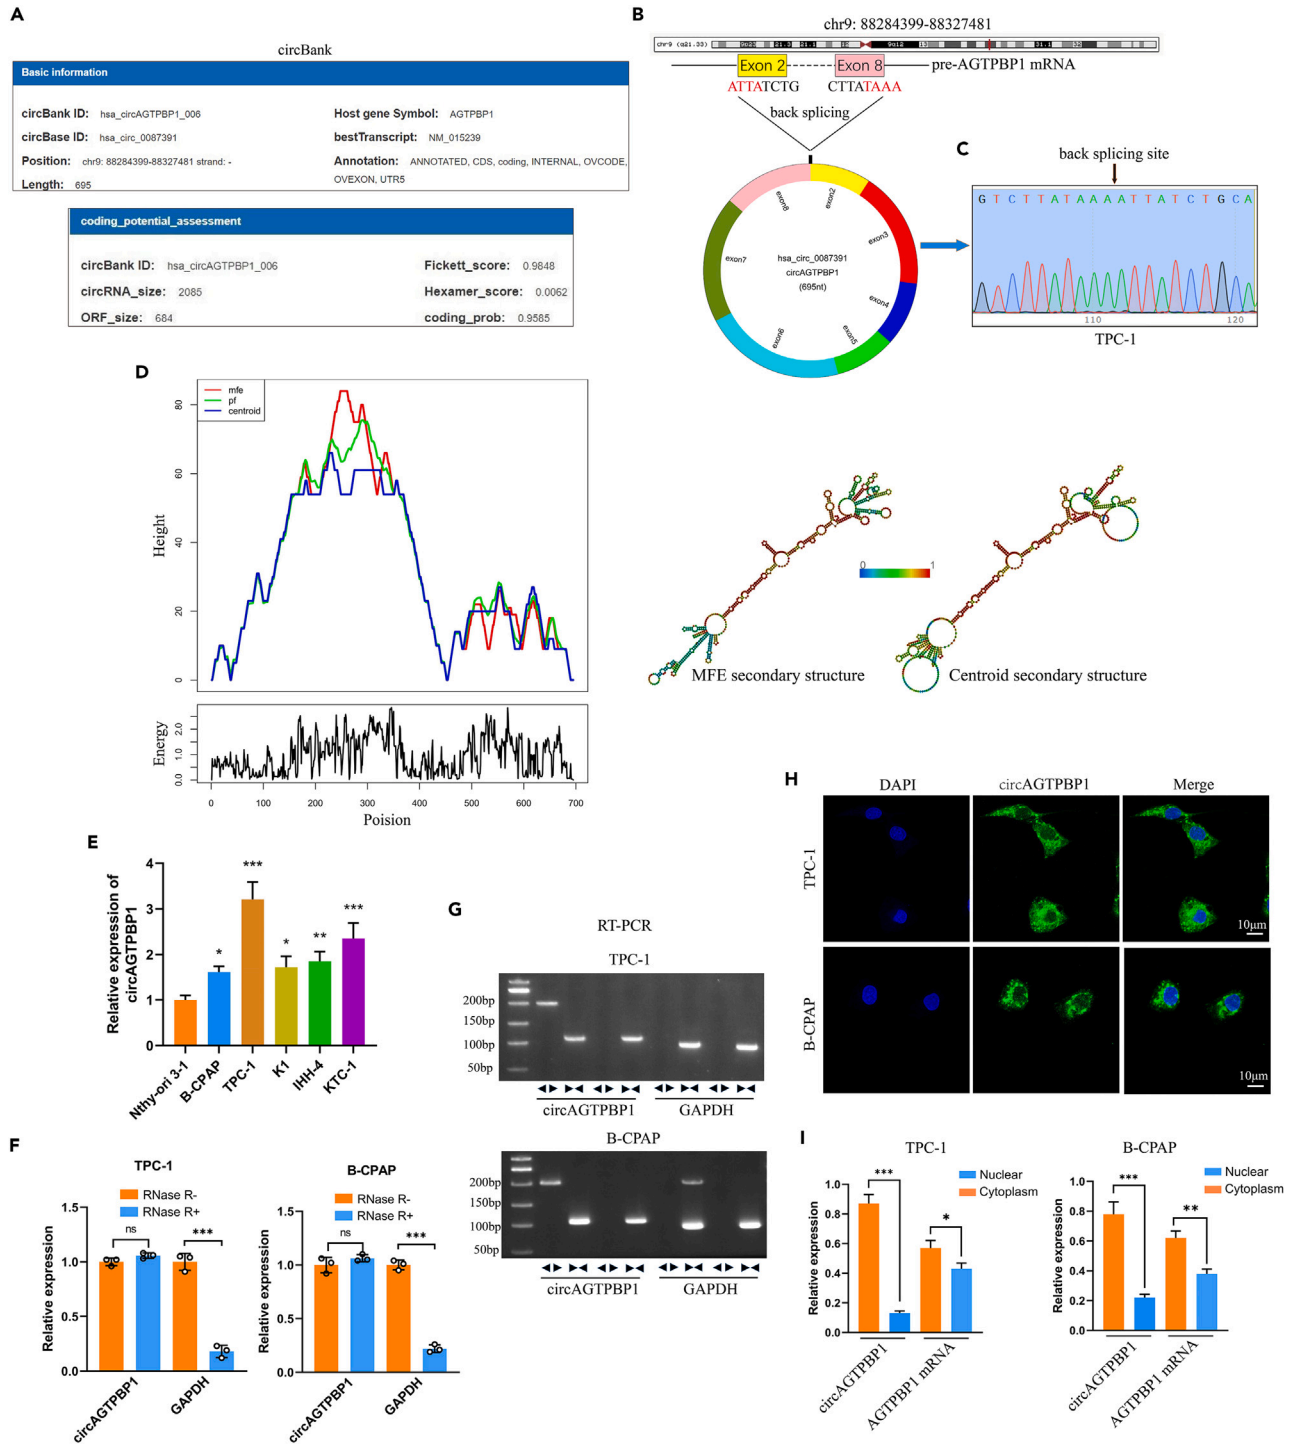 A
circBank
Basic information
circBank ID: hsa_circAGTPBP1_006
Host gene Symbol: AGTPBP1
circBase ID: hsa_circ_0087391
bestTranscript: NM_015239
Position: chr9: 88284399-88327481 strand: -
Annotation: ANNOTATED, CDS, coding, INTERNAL, OVCODE,
OVEXON, UTR5
Length: 695
coding_potential_assessment
circBank ID: hsa_circAGTPBP1_006
Fickett_score: 0.9848
circRNA_size: 2085
Hexamer_score: 0.0062
ORF_size: 684
coding_prob: 0.9585
B
chr9: 88284399-88327481
chr9 (q21.33)
21.3
21.1
9q12
13
31.1
32
Exon 2
Exon 8
pre-AGTPBP1 mRNA
ATTATCTG
CTTATAAA
back splicing
exon2
exon3
exon4
exon5
exon6
exon7
exon8
hsa_circ_0087391
circAGTPBP1
(695nt)
C
back splicing site
G T C T T A T A A A A T T A T C T G C A
110
120
TPC-1
D
mfe
pf
centroid
Height
80
60
40
20
0
Energy
2.0
1.0
0.0
0 100 200 300 400 500 600 700
Poision
0 1
MFE secondary structure
Centroid secondary structure
E
Relative expression of
circAGTPBP1
4
3
2
1
0
*
***
*
**
***
Nthy-ori 3-1
B-CPAP
TPC-1
K1
IHH-4
KTC-1
F
TPC-1
RNase R-
RNase R+
Relative expression
1.5
1.0
0.5
0.0
ns
***
circAGTPBP1
GAPDH
B-CPAP
RNase R-
RNase R+
Relative expression
1.5
1.0
0.5
0.0
ns
***
circAGTPBP1
GAPDH
G
RT-PCR
TPC-1
200bp
150bp
100bp
50bp
circAGTPBP1
GAPDH
B-CPAP
200bp
150bp
100bp
50bp
circAGTPBP1
GAPDH
H
DAPI
circAGTPBP1
Merge
TPC-1
10μm
B-CPAP
10μm
I
TPC-1
Nuclear
Cytoplasm
Relative expression
1.0
0.8
0.6
0.4
0.2
0.0
***
*
circAGTPBP1
AGTPBP1 mRNA
B-CPAP
Nuclear
Cytoplasm
Relative expression
1.0
0.8
0.6
0.4
0.2
0.0
***
**
circAGTPBP1
AGTPBP1 mRNA